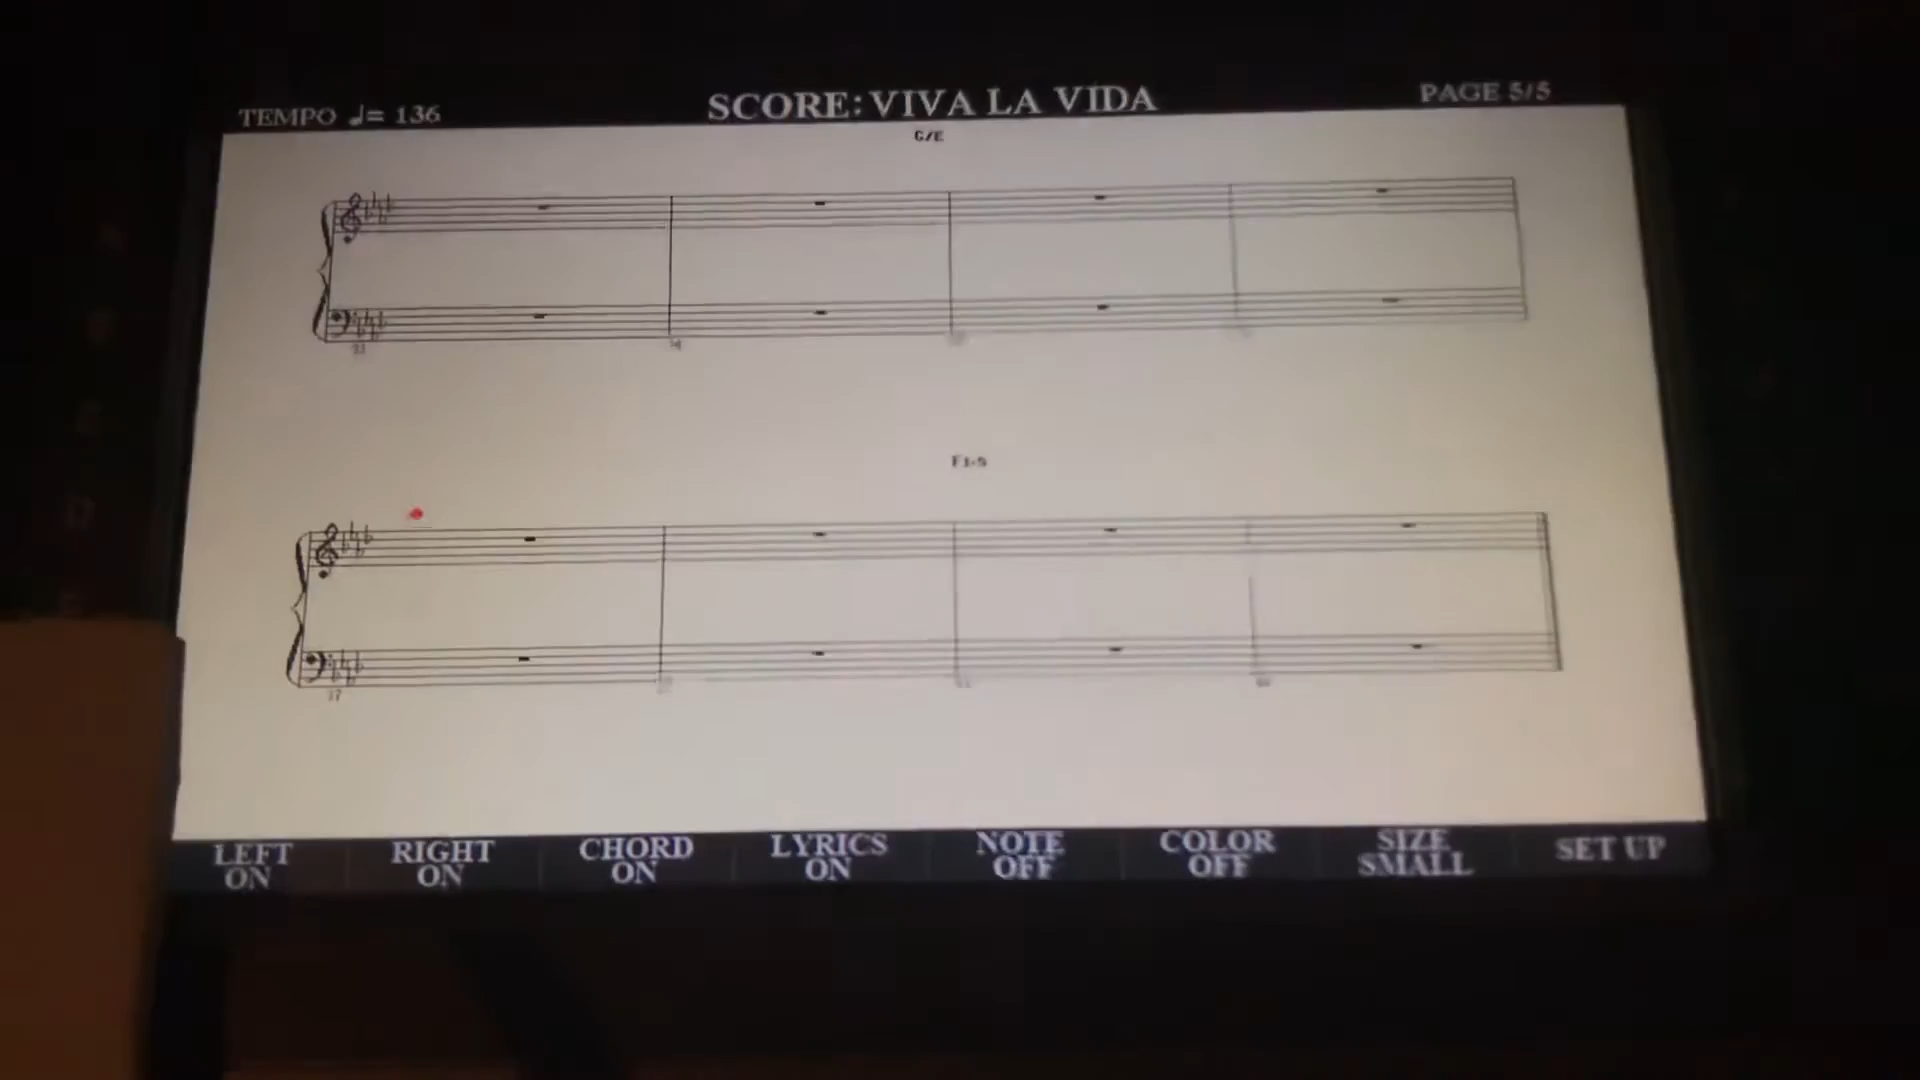 TEMPO ♩= 136
SCORE:VIVA LA VIDA
PAGE 5/5
G/E
LEFT ON
RIGHT ON
CHORD ON
LYRICS ON
NOTE OFF
COLOR OFF
SIZE SMALL
SET UP